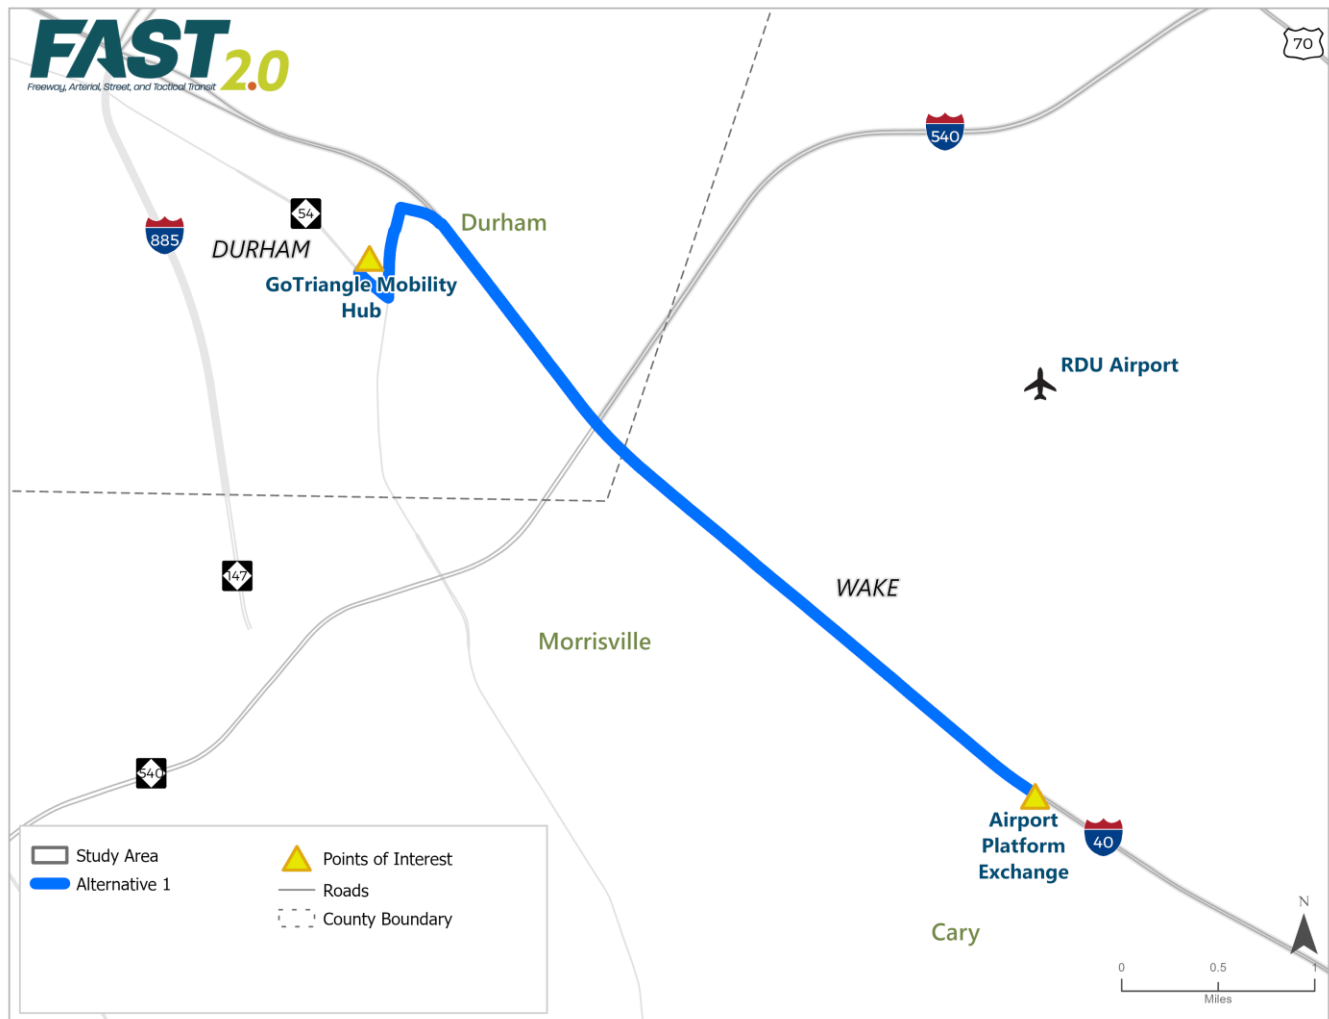 FAST 2.0
Freeway, Arterial, Street, and Tactical Transit
70
540
54
885
DURHAM
Durham
GoTriangle Mobility
Hub
RDU Airport
147
WAKE
Morrisville
540
Airport
Platform
Exchange
40
Cary
Study Area
Alternative 1
Points of Interest
Roads
County Boundary
N
0 0.5 1
Miles